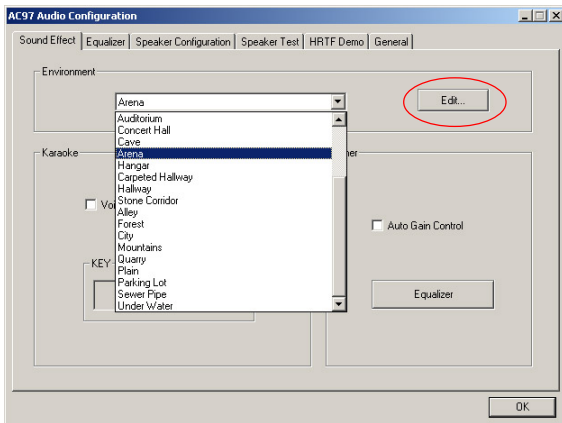 AC97 Audio Configuration
Sound Effect Equalizer Speaker Configuration Speaker Test HRTF Demo General
Environment
Arena
Edit...
Auditorium
Concert Hall
Cave
Arena
Hangar
Carpeted Hallway
Hallway
Stone Corridor
Alley
Forest
City
Mountains
Quarry
Plain
Parking Lot
Sewer Pipe
Under Water
Karaoke
KEY
Auto Gain Control
Equalizer
OK